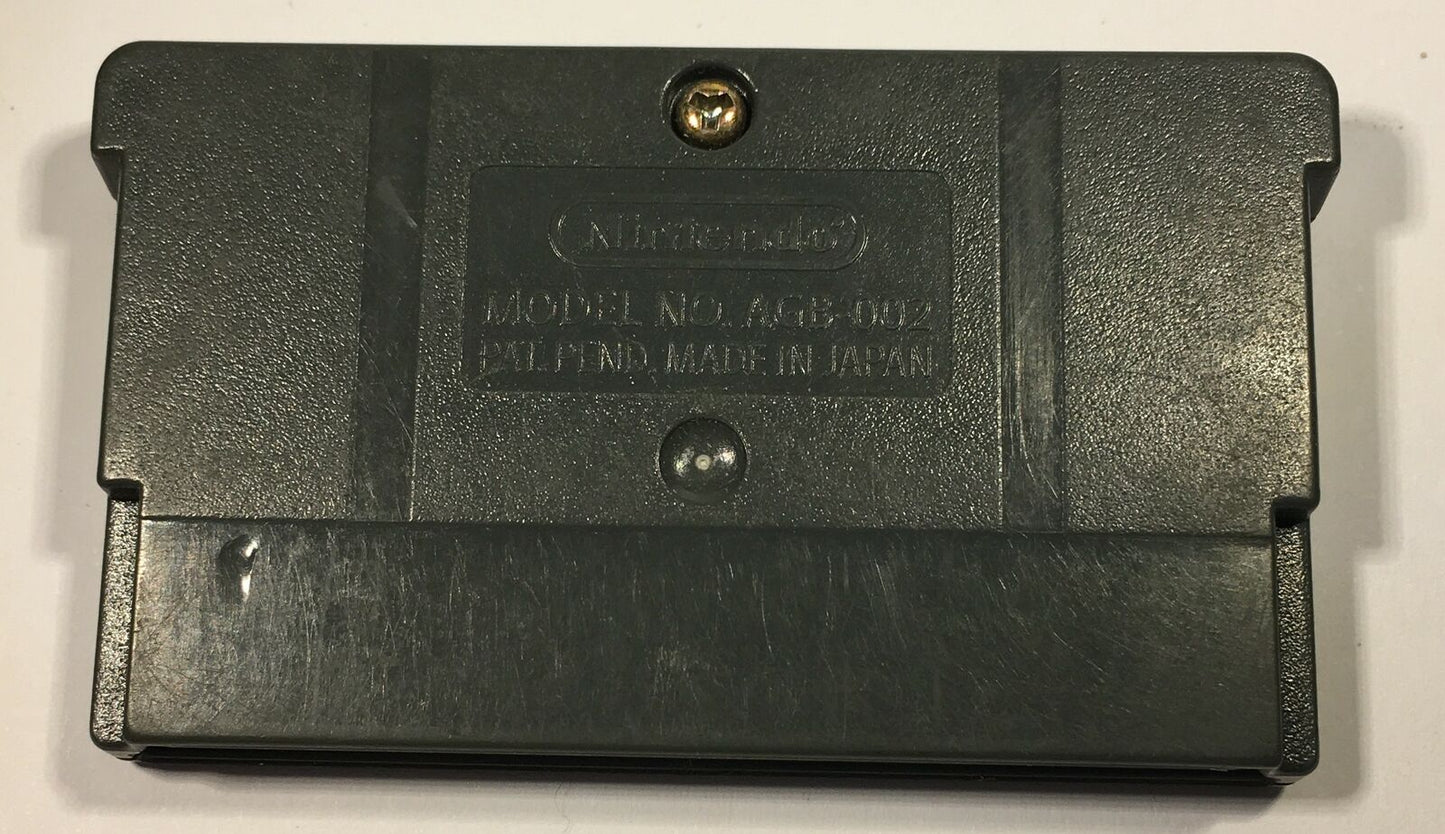 Nintendo
MODEL NO. AGB-002
PAT. PEND. MADE IN JAPAN